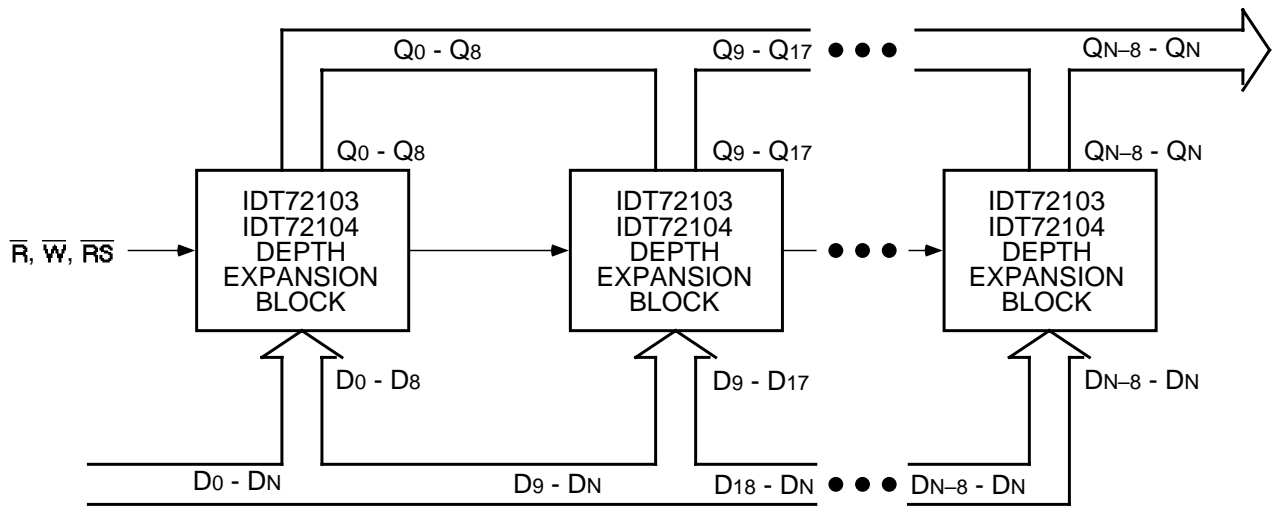 Q0 - Q8 Q9 - Q17 ● ● ● QN–8 - QN
Q0 - Q8 Q9 - Q17 QN–8 - QN
IDT72103
IDT72104
DEPTH
EXPANSION
BLOCK
IDT72103
IDT72104
DEPTH
EXPANSION
BLOCK
IDT72103
IDT72104
DEPTH
EXPANSION
BLOCK
R̅, W̅, R̅S̅
● ● ●
D0 - D8 D9 - D17 DN–8 - DN
D0 - DN D9 - DN D18 - DN ● ● ● DN–8 - DN